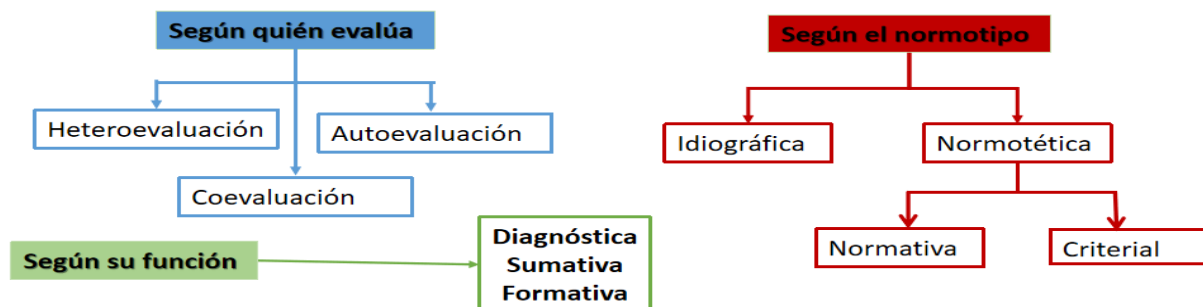 Según quién evalúa
Heteroevaluación
Autoevaluación
Coevaluación
Según su función
Diagnóstica
Sumativa
Formativa
Según el normotipo
Idiográfica
Normotética
Normativa
Criterial